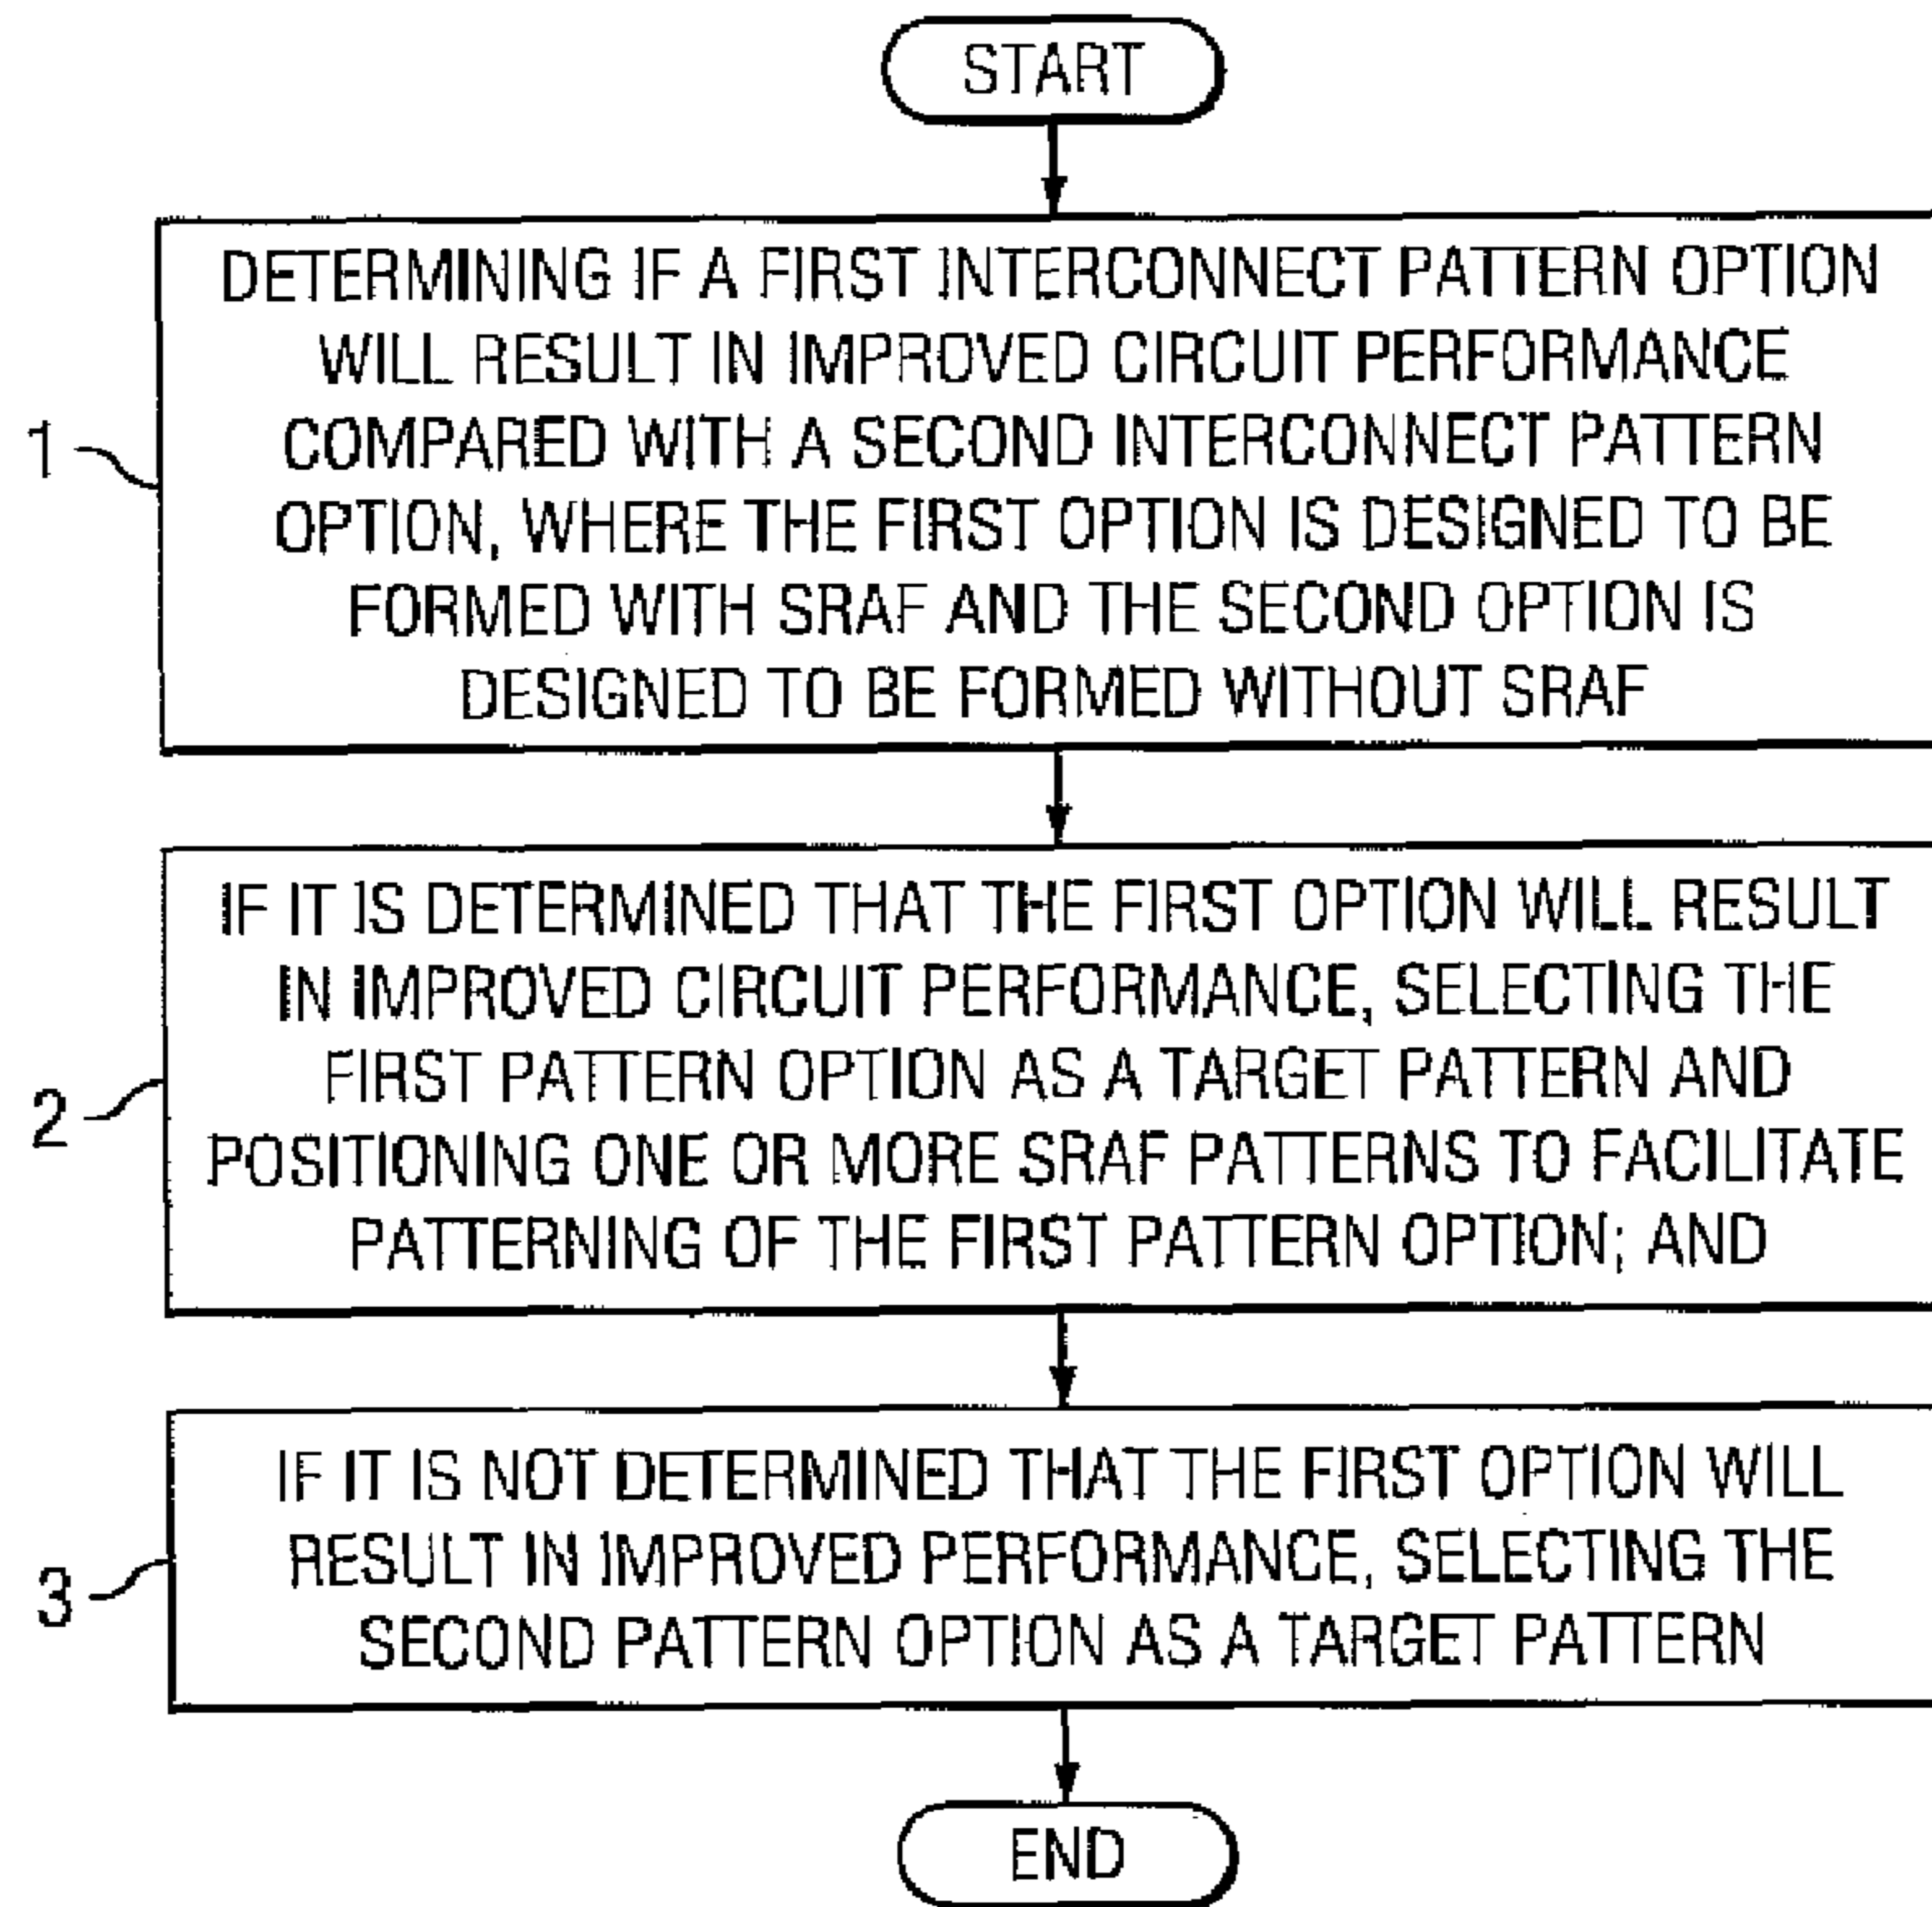 START
DETERMINING IF A FIRST INTERCONNECT PATTERN OPTION
WILL RESULT IN IMPROVED CIRCUIT PERFORMANCE
COMPARED WITH A SECOND INTERCONNECT PATTERN
OPTION, WHERE THE FIRST OPTION IS DESIGNED TO BE
FORMED WITH SRAF AND THE SECOND OPTION IS
DESIGNED TO BE FORMED WITHOUT SRAF
1
IF IT IS DETERMINED THAT THE FIRST OPTION WILL RESULT
IN IMPROVED CIRCUIT PERFORMANCE, SELECTING THE
FIRST PATTERN OPTION AS A TARGET PATTERN AND
POSITIONING ONE OR MORE SRAF PATTERNS TO FACILITATE
PATTERNING OF THE FIRST PATTERN OPTION; AND
2
IF IT IS NOT DETERMINED THAT THE FIRST OPTION WILL
RESULT IN IMPROVED PERFORMANCE, SELECTING THE
SECOND PATTERN OPTION AS A TARGET PATTERN
3
END